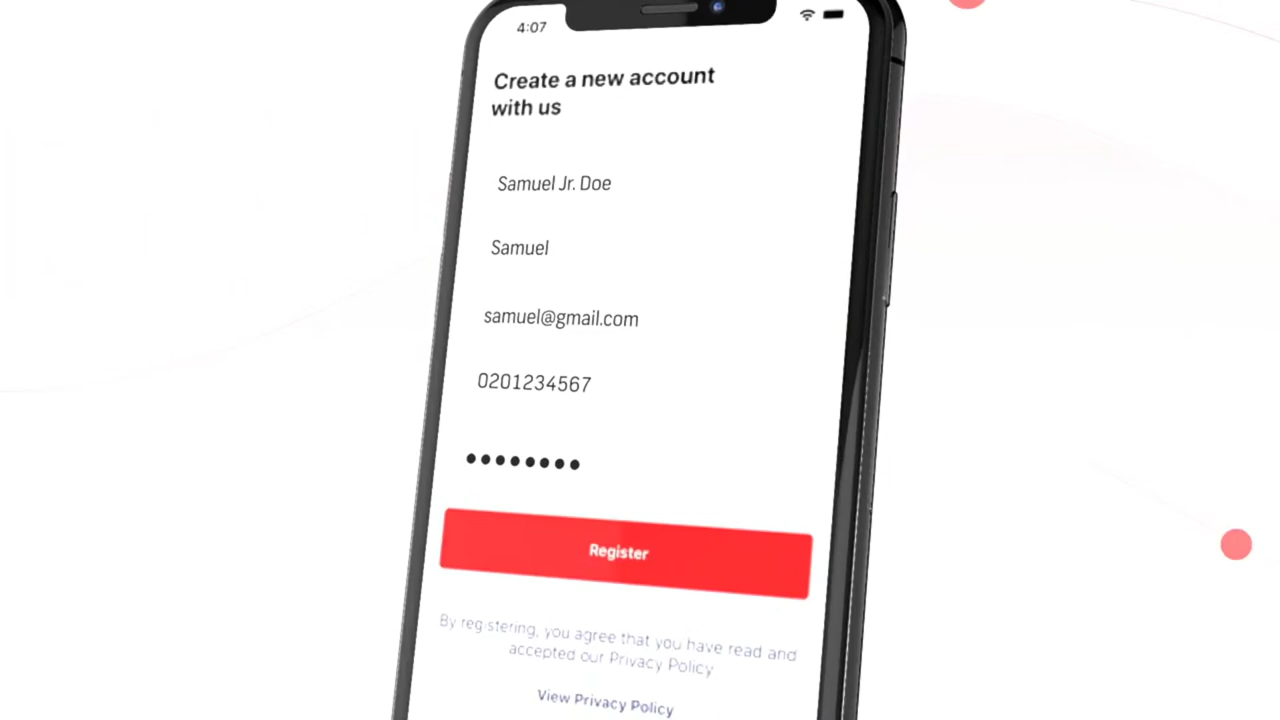 4:07
Create a new account
with us
Samuel Jr. Doe
Samuel
samuel@gmail.com
0201234567
••••••••
Register
By registering, you agree that you have read and
accepted our Privacy Policy
View Privacy Policy